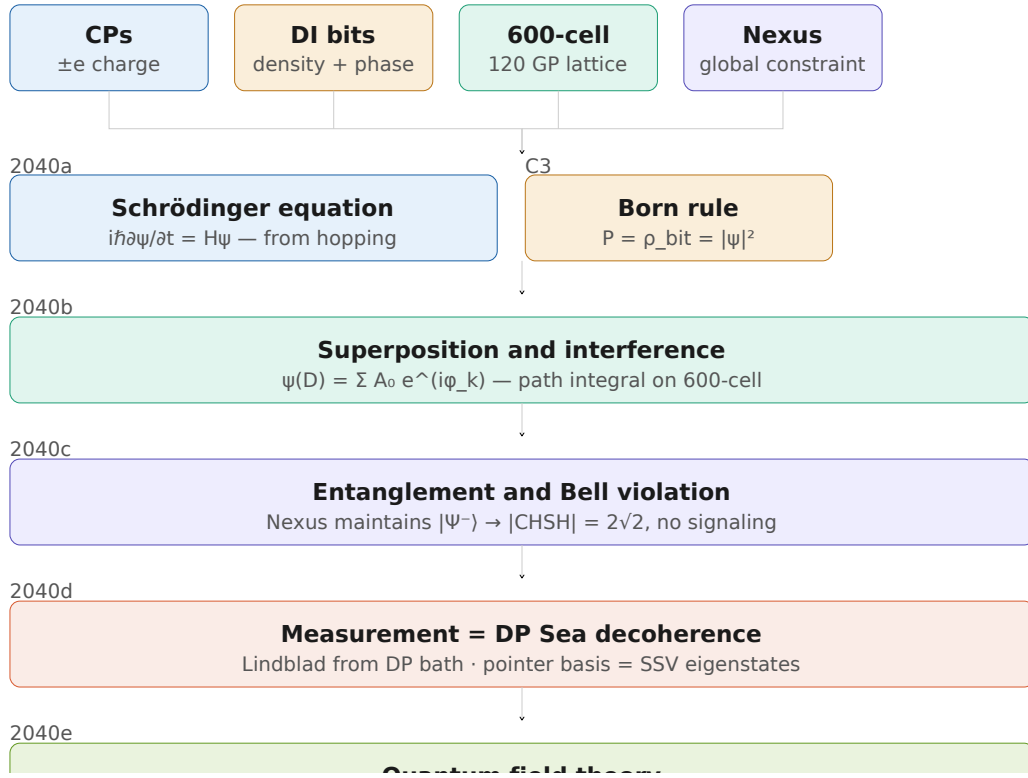 CPs
±e charge
DI bits
density + phase
600-cell
120 GP lattice
Nexus
global constraint
2040a
Schrödinger equation
iℏ∂ψ/∂t = Hψ — from hopping
C3
Born rule
P = ρ_bit = |ψ|²
2040b
Superposition and interference
ψ(D) = Σ A₀ e^(iφ_k) — path integral on 600-cell
2040c
Entanglement and Bell violation
Nexus maintains |Ψ⁻⟩ → |CHSH| = 2√2, no signaling
2040d
Measurement = DP Sea decoherence
Lindblad from DP bath · pointer basis = SSV eigenstates
2040e
Quantum field theory